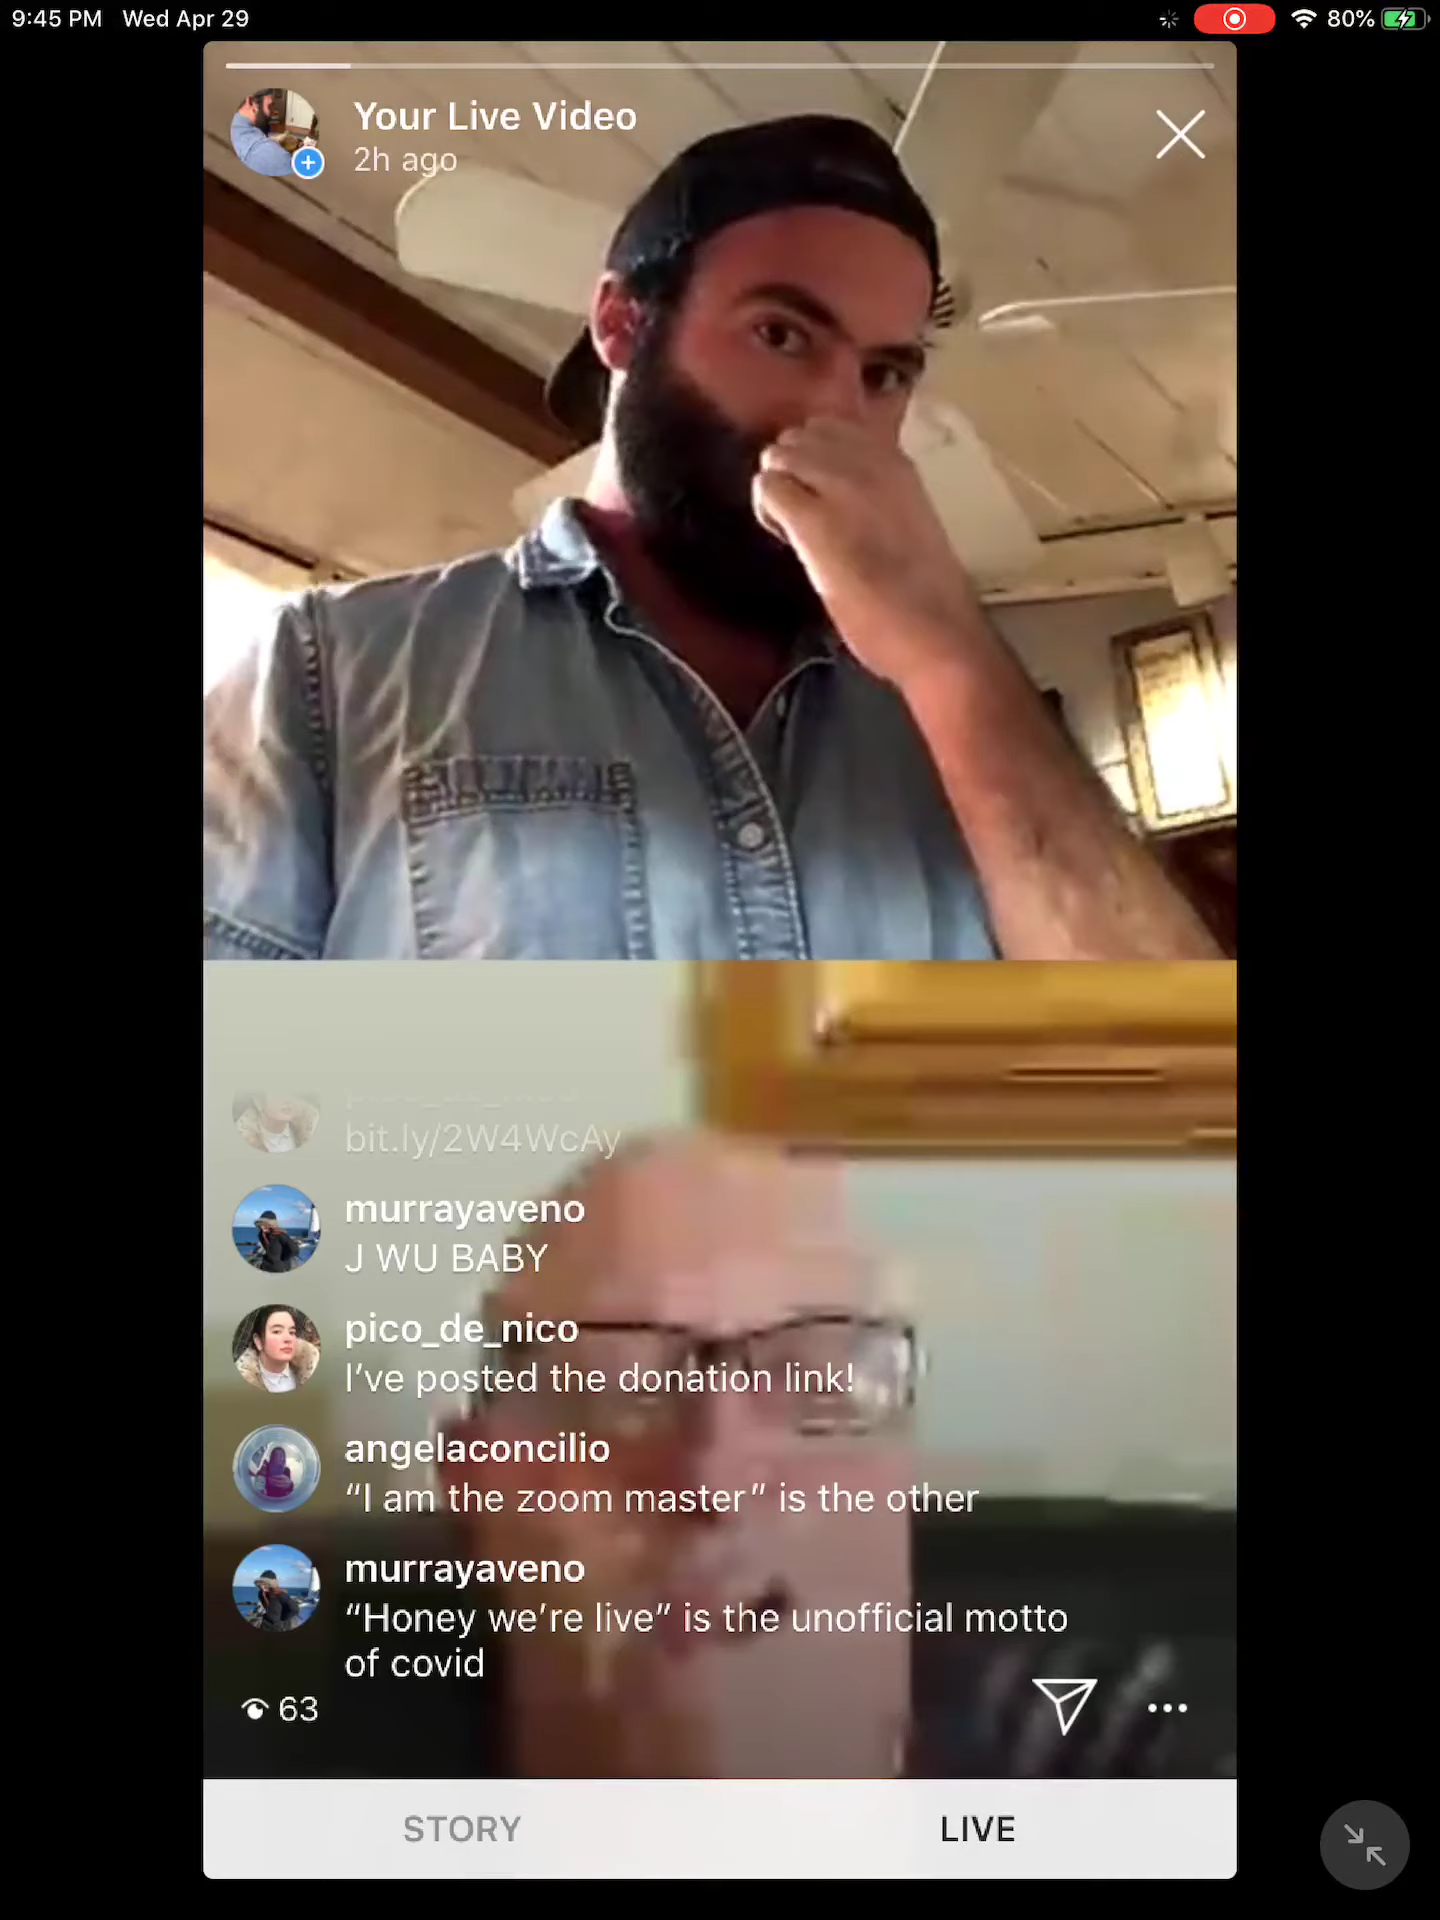 9:45 PM Wed Apr 29
80%
Your Live Video
2h ago
bit.ly/2W4WcAy
murrayaveno
J WU BABY
pico_de_nico
I've posted the donation link!
angelaconcilio
“I am the zoom master” is the other
murrayaveno
“Honey we're live” is the unofficial motto
of covid
63
STORY LIVE